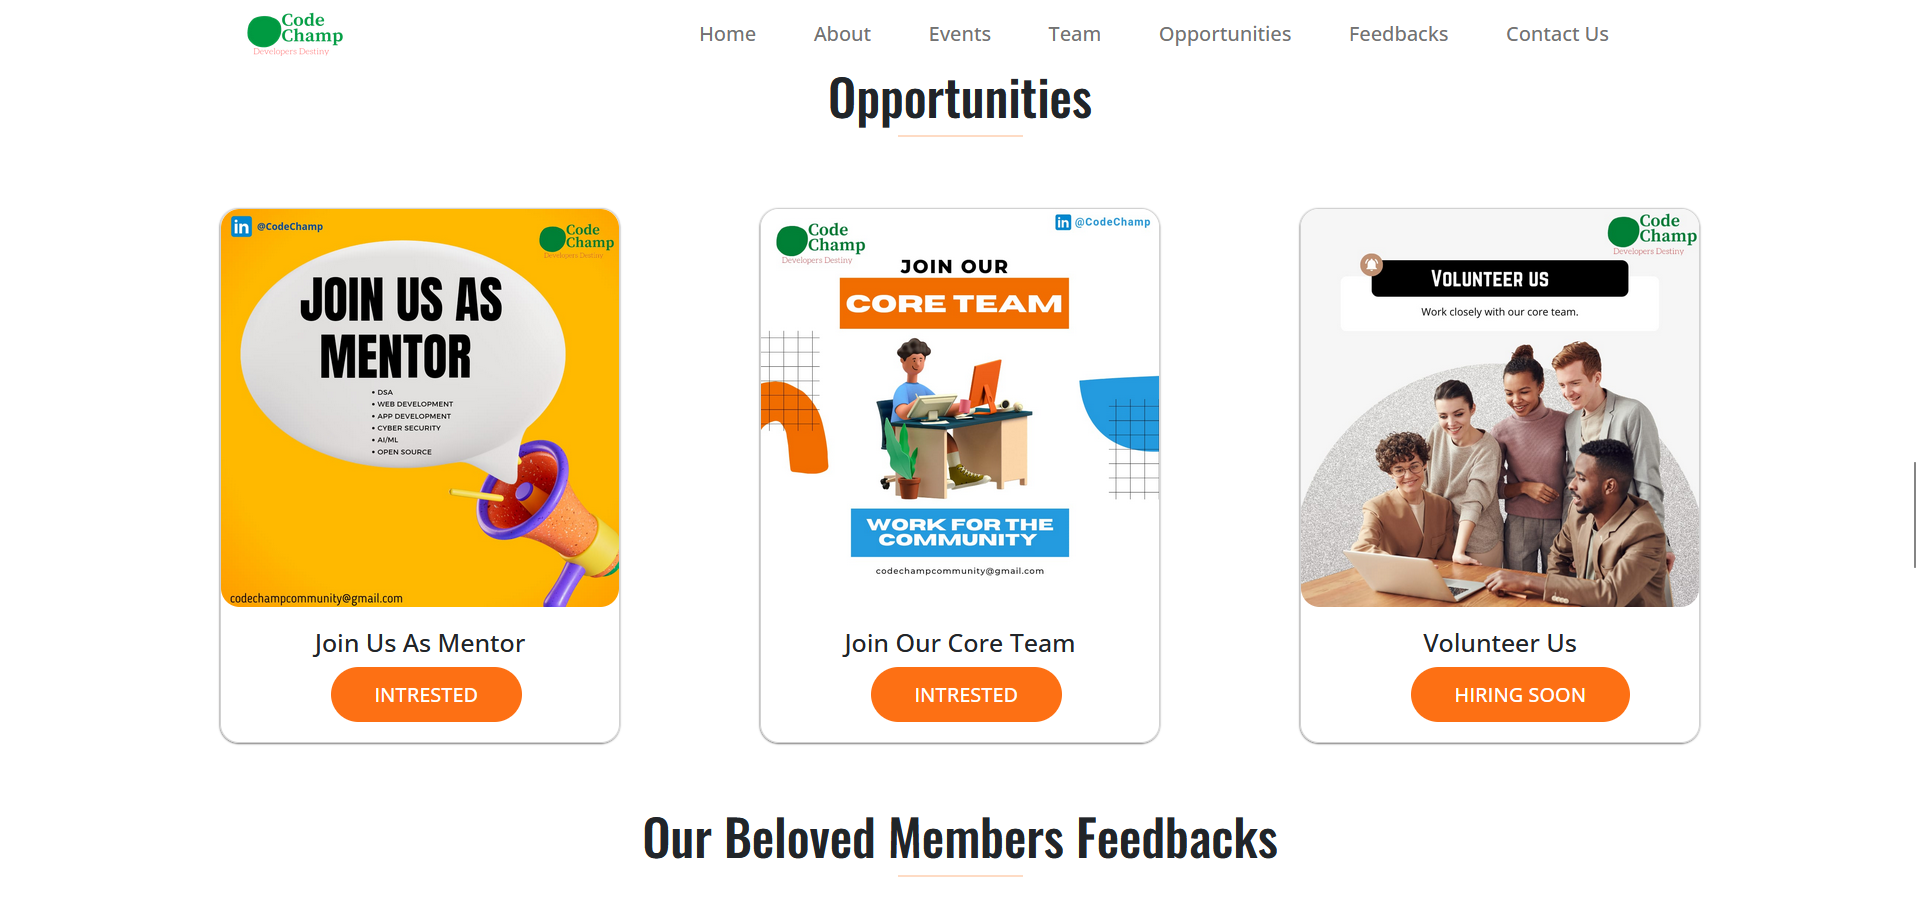 Code
Champ
Developers Destiny
Home About Events Team Opportunities Feedbacks Contact Us
Opportunities
in @CodeChamp
Code
Champ
Developers Destiny
JOIN US AS
MENTOR
• DSA
• WEB DEVELOPMENT
• APP DEVELOPMENT
• CYBER SECURITY
• AI/ML
• OPEN SOURCE
codechampcommunity@gmail.com
Join Us As Mentor
INTRESTED
Code
Champ
Developers Destiny
in @CodeChamp
JOIN OUR
CORE TEAM
WORK FOR THE
COMMUNITY
codechampcommunity@gmail.com
Join Our Core Team
INTRESTED
Code
Champ
Developers Destiny
VOLUNTEER US
Work closely with our core team.
Volunteer Us
HIRING SOON
Our Beloved Members Feedbacks